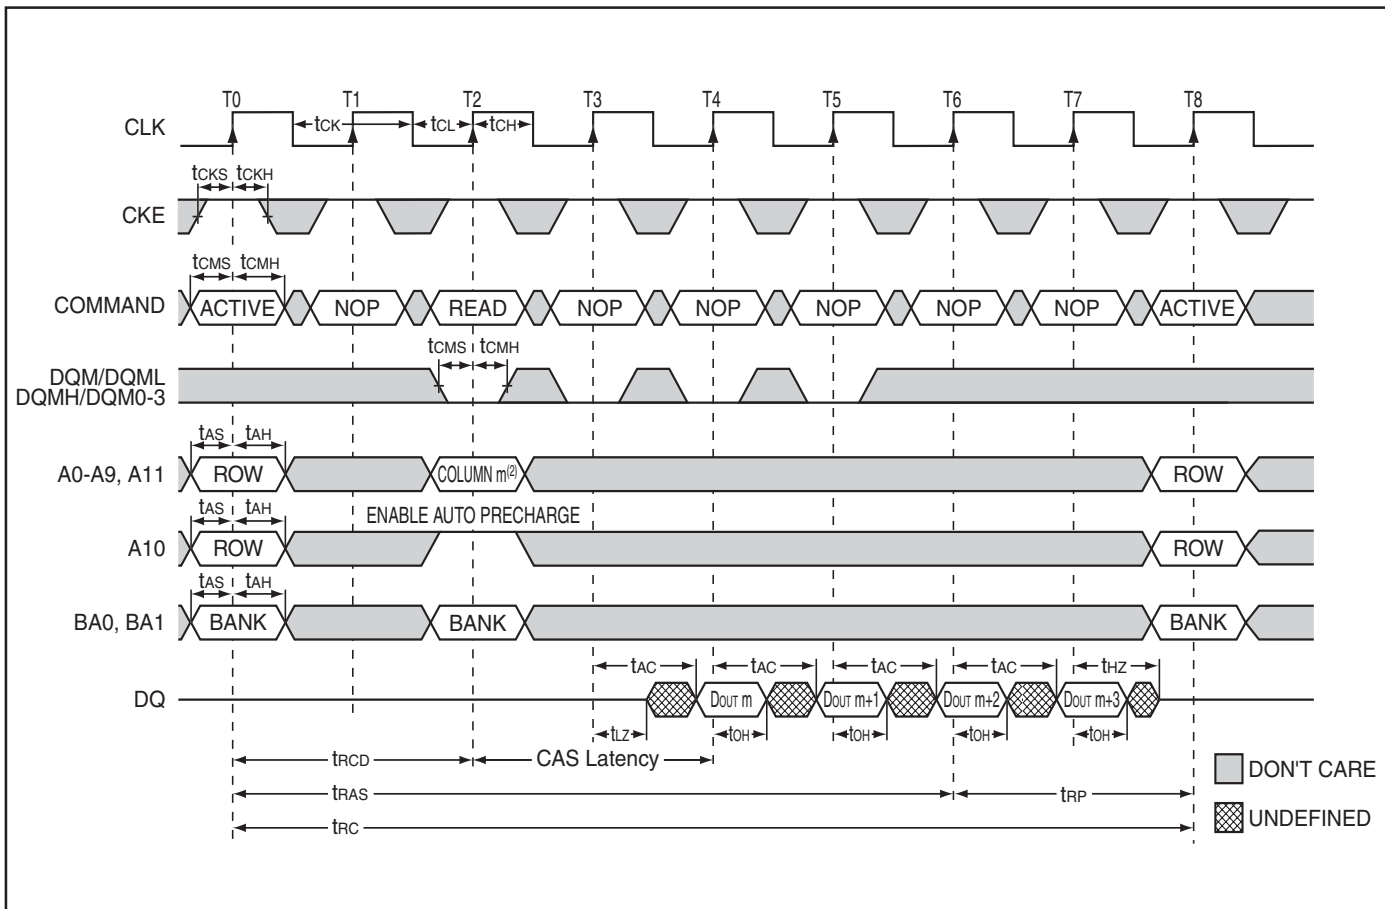 T0 T1 T2 T3 T4 T5 T6 T7 T8
CLK tCK tCL tCH
tCKS tCKH
CKE
tCMS tCMH
COMMAND ACTIVE NOP READ NOP NOP NOP NOP NOP ACTIVE
tCMS tCMH
DQM/DQML
DQMH/DQM0-3
tAS tAH
A0-A9, A11 ROW COLUMN m(2) ROW
tAS tAH ENABLE AUTO PRECHARGE
A10 ROW ROW
tAS tAH
BA0, BA1 BANK BANK BANK
tAC tAC tAC tAC tHZ
DQ DOUT m DOUT m+1 DOUT m+2 DOUT m+3
tLZ tOH tOH tOH tOH
tRCD CAS Latency
DON'T CARE
tRAS tRP
UNDEFINED
tRC